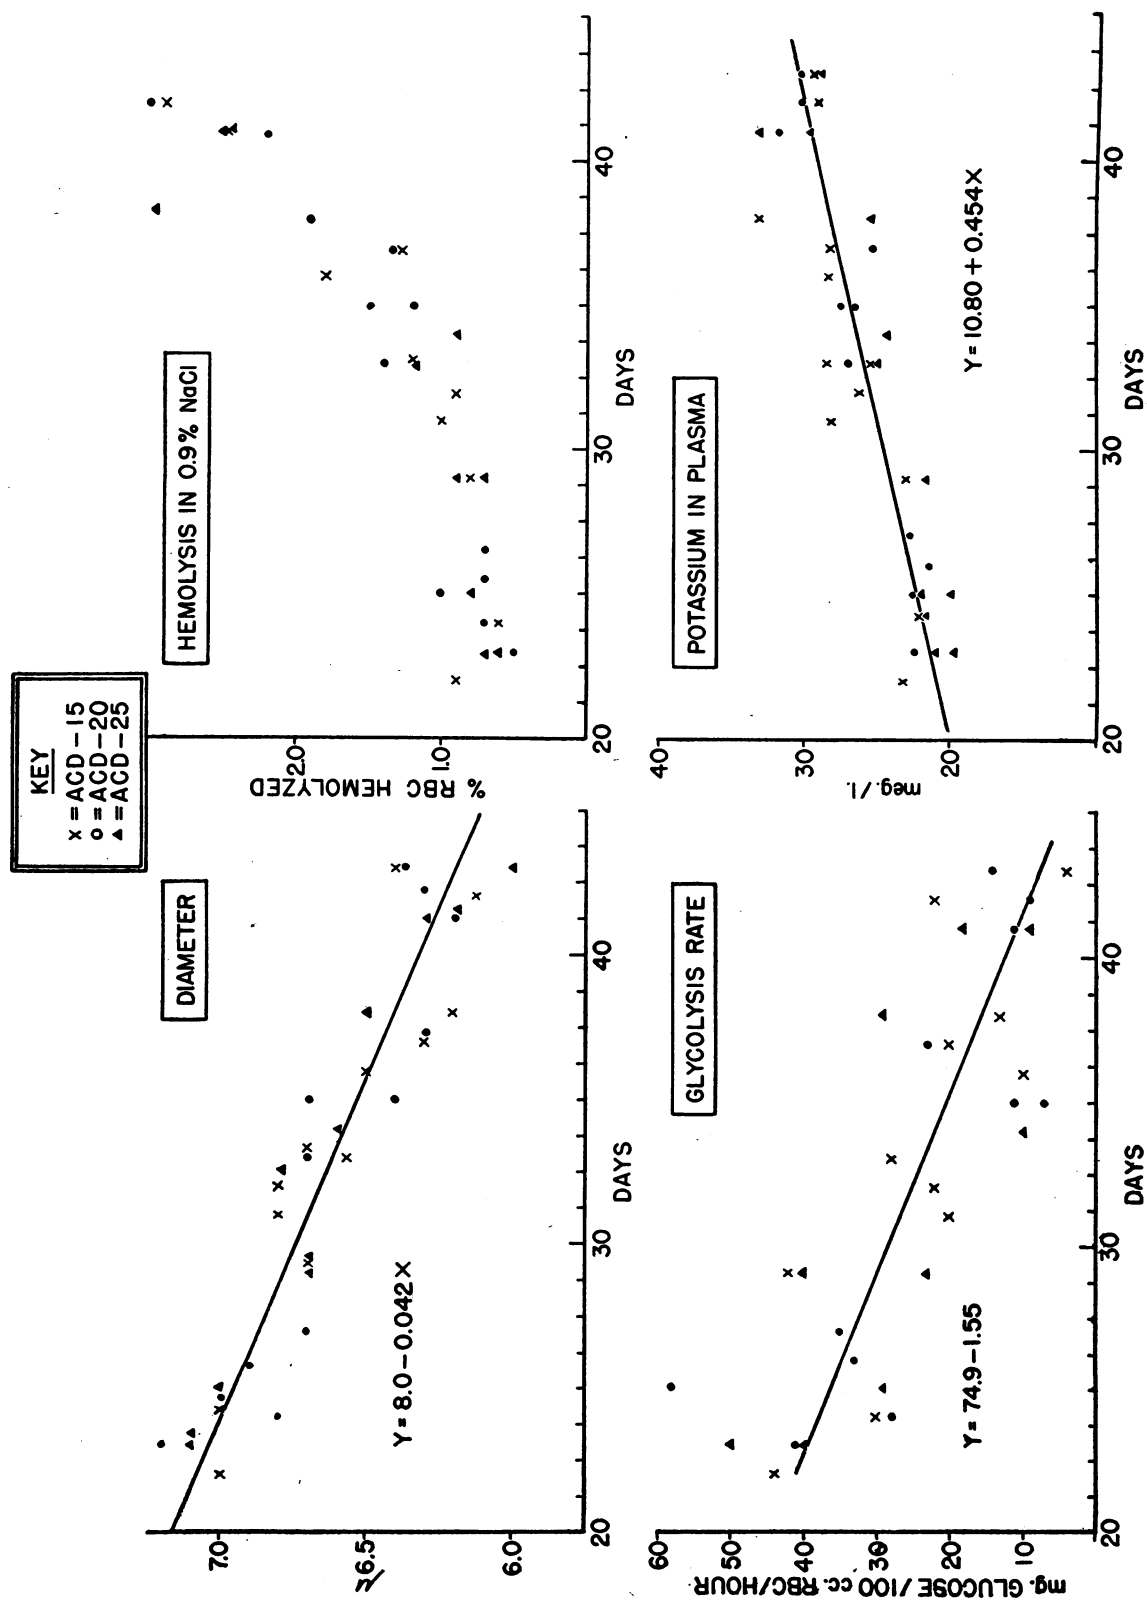 KEY
x = ACD-15
o = ACD-20
▲ = ACD-25
DIAMETER
7.0
6.5
6.0
μ
20
30
40
DAYS
Y = 8.0-0.042X
HEMOLYSIS IN 0.9% NaCl
% RBC HEMOLYZED
2.0
1.0
20
30
40
DAYS
GLYCOLYSIS RATE
mg. GLUCOSE/100 cc. RBC/HOUR
60
50
40
30
20
10
20
30
40
DAYS
Y = 74.9-1.55
POTASSIUM IN PLASMA
meg./l.
40
30
20
20
30
40
DAYS
Y = 10.80 + 0.454X